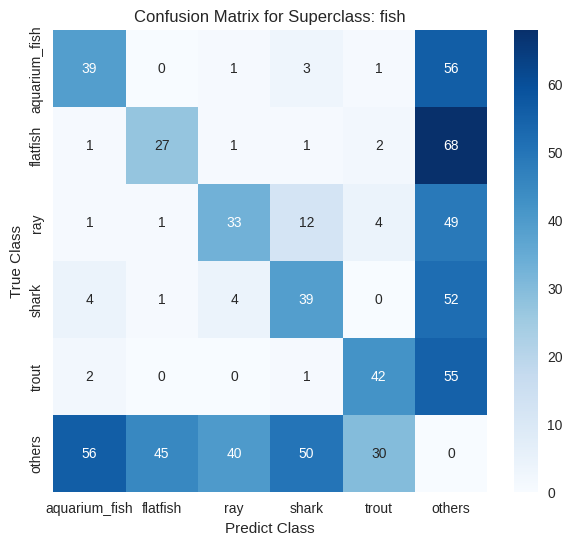 Confusion Matrix for Superclass: fish
True Class
aquarium_fish 39 0 1 3 1 56
flatfish 1 27 1 1 2 68
ray 1 1 33 12 4 49
shark 4 1 4 39 0 52
trout 2 0 0 1 42 55
others 56 45 40 50 30 0
aquarium_fish flatfish ray shark trout others
Predict Class
60
50
40
30
20
10
0